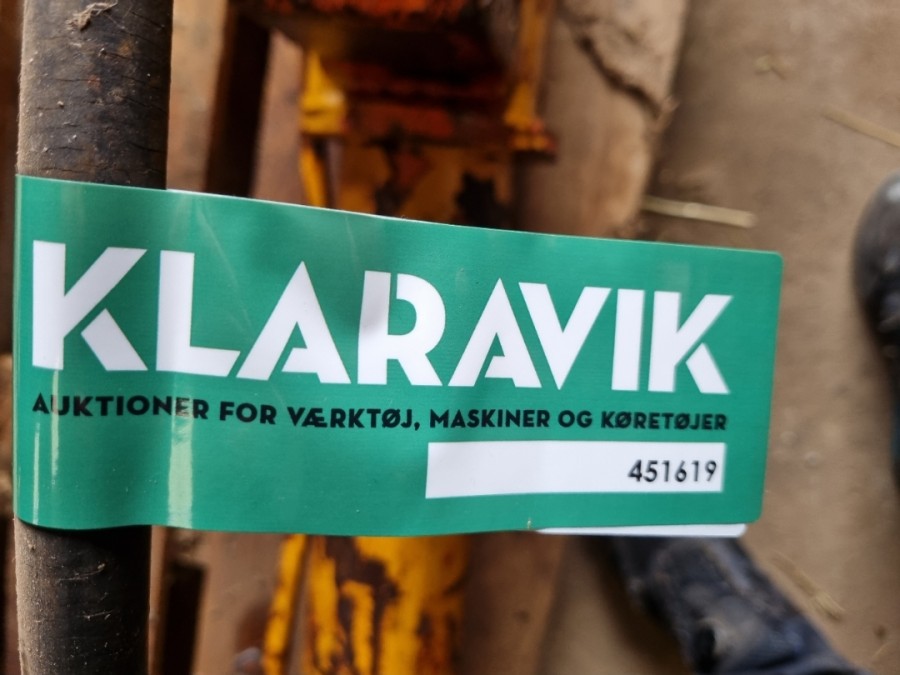 KLARAVIK
AUKTIONER FOR VÆRKTØJ, MASKINER OG KØRETØJER
451619